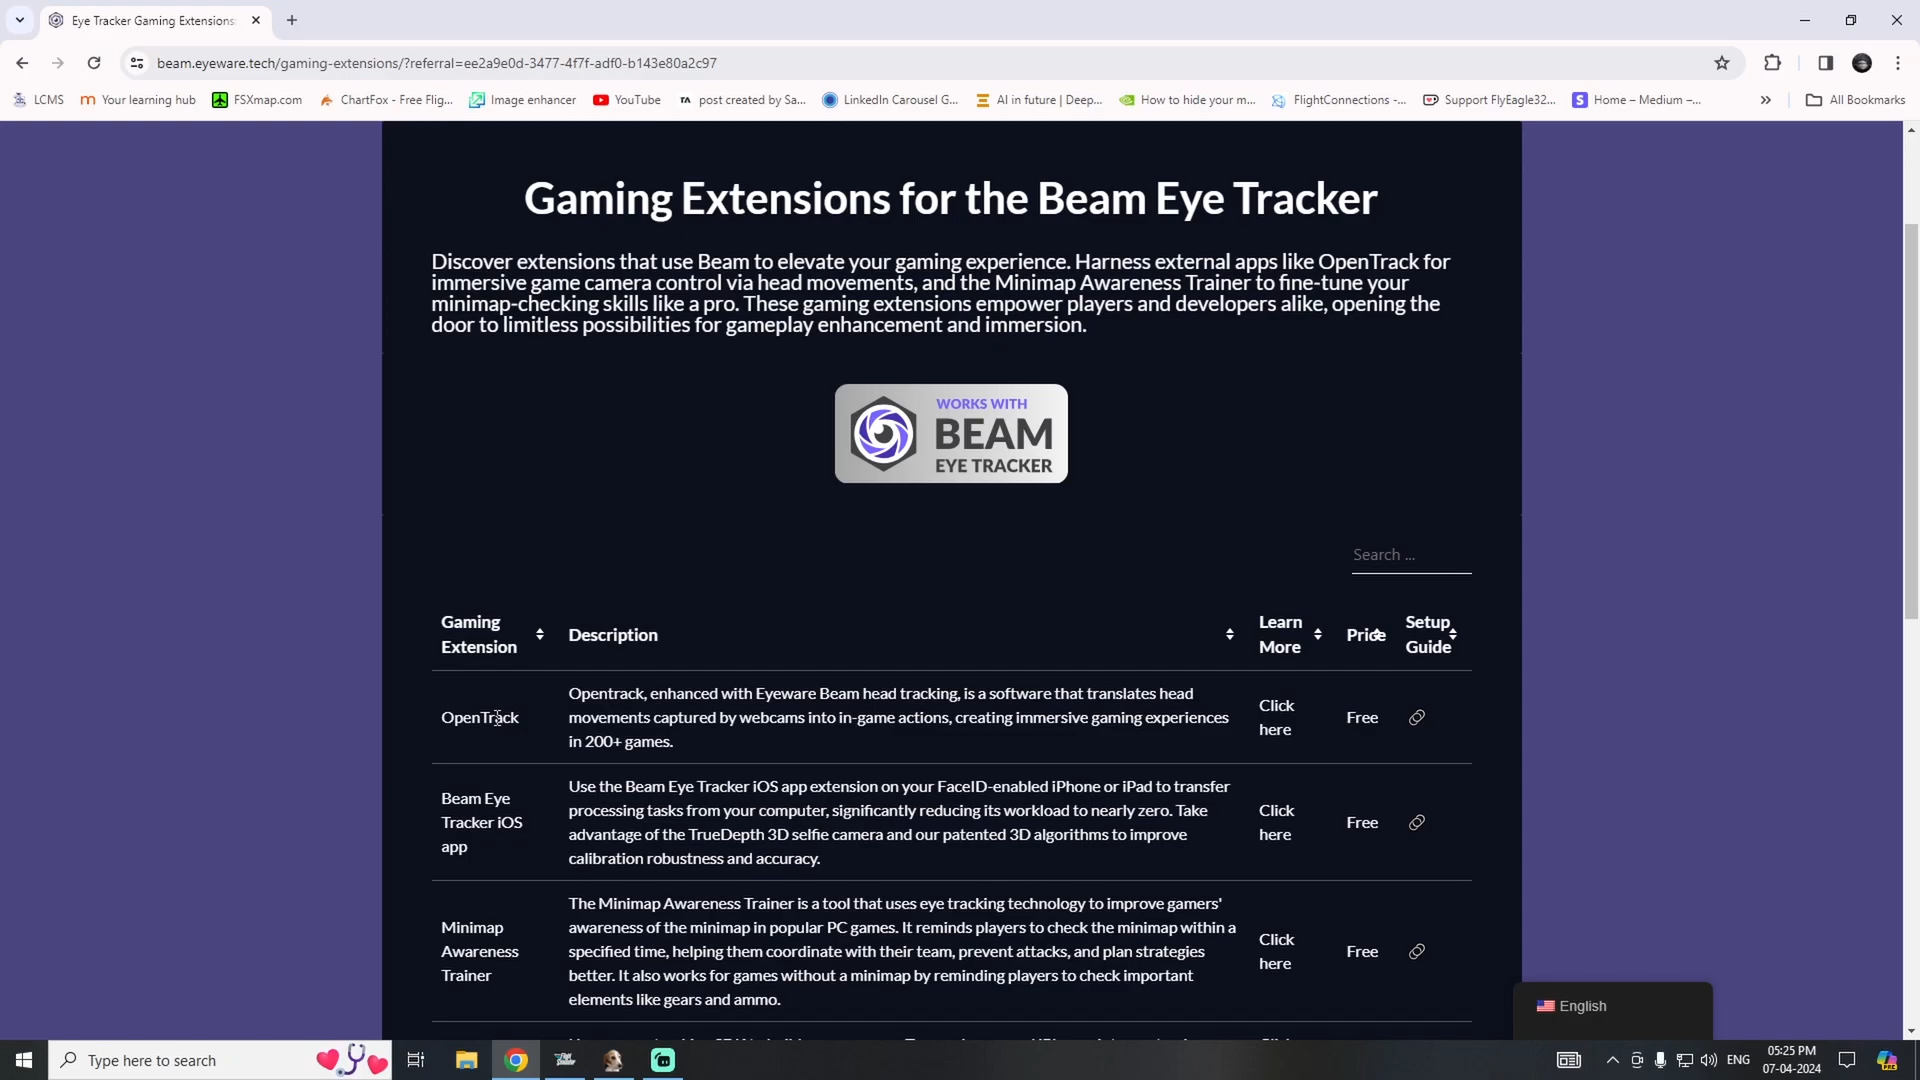 Eye Tracker Gaming Extensions
beam.eyeware.tech/gaming-extensions/?referral=ee2a9e0d-3477-4f7f-adf0-b143e80a2c97
LCMS Your learning hub FSXmap.com ChartFox - Free Flig... Image enhancer YouTube TA post created by Sa... LinkedIn Carousel G... AI in future | Deep... How to hide your m... FlightConnections -... Support FlyEagle32... S Home – Medium –... » All Bookmarks
Gaming Extensions for the Beam Eye Tracker
Discover extensions that use Beam to elevate your gaming experience. Harness external apps like OpenTrack for
immersive game camera control via head movements, and the Minimap Awareness Trainer to fine-tune your
minimap-checking skills like a pro. These gaming extensions empower players and developers alike, opening the
door to limitless possibilities for gameplay enhancement and immersion.
WORKS WITH
BEAM
EYE TRACKER
Search ...
Gaming
Extension
Description
Learn
More
Price
Setup
Guide
OpenTrack
Opentrack, enhanced with Eyeware Beam head tracking, is a software that translates head
movements captured by webcams into in-game actions, creating immersive gaming experiences
in 200+ games.
Click
here
Free
Beam Eye
Tracker iOS
app
Use the Beam Eye Tracker iOS app extension on your FaceID-enabled iPhone or iPad to transfer
processing tasks from your computer, significantly reducing its workload to nearly zero. Take
advantage of the TrueDepth 3D selfie camera and our patented 3D algorithms to improve
calibration robustness and accuracy.
Click
here
Free
Minimap
Awareness
Trainer
The Minimap Awareness Trainer is a tool that uses eye tracking technology to improve gamers'
awareness of the minimap in popular PC games. It reminds players to check the minimap within a
specified time, helping them coordinate with their team, prevent attacks, and plan strategies
better. It also works for games without a minimap by reminding players to check important
elements like gears and ammo.
Click
here
Free
English
Type here to search
ENG
05:25 PM
07-04-2024